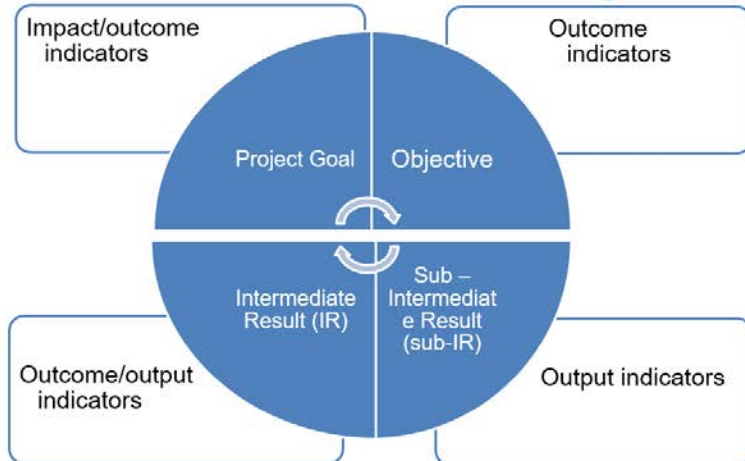 Impact/outcome
indicators
Outcome
indicators
Project Goal
Objective
Intermediate
Result (IR)
Sub –
Intermediat
e Result
(sub-IR)
Outcome/output
indicators
Output indicators